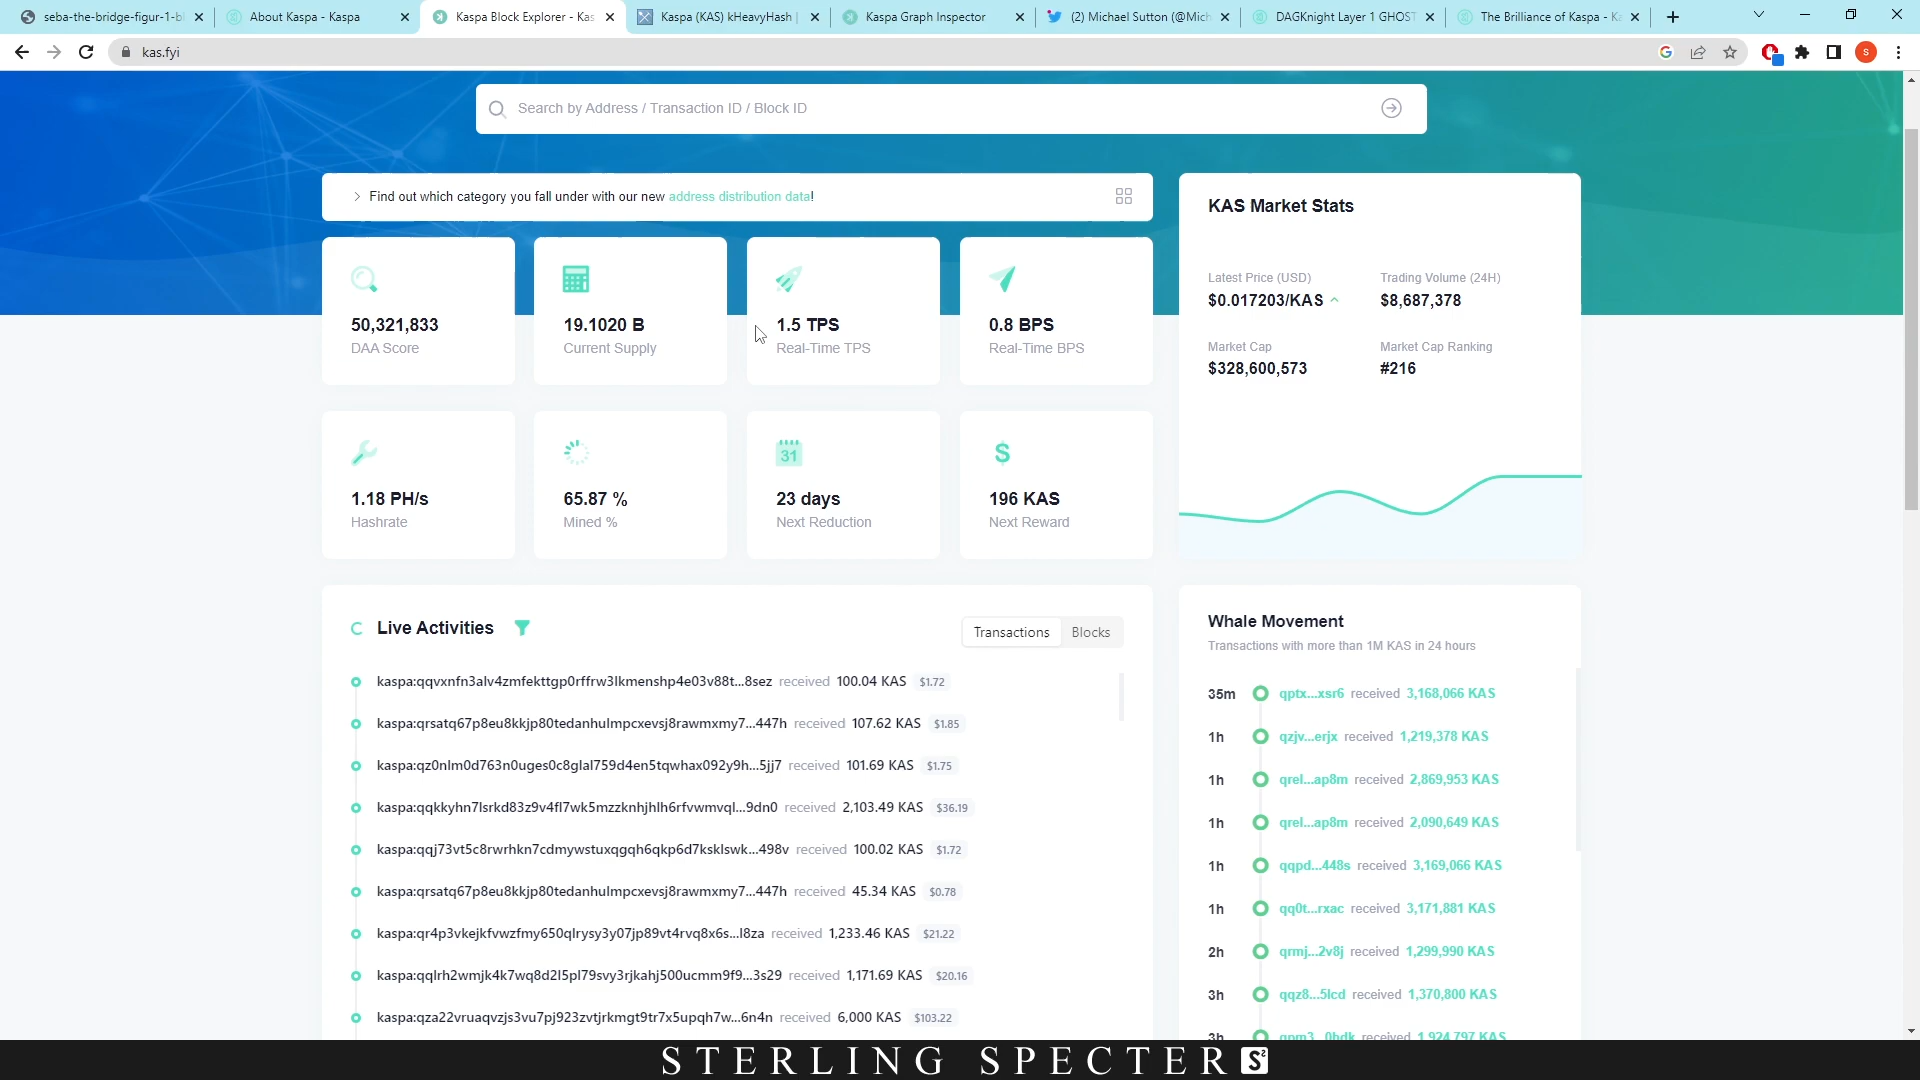 seba-the-bridge-figur-1-bl
About Kaspa - Kaspa
Kaspa Block Explorer - Kas
Kaspa (KAS) kHeavyHash |
Kaspa Graph Inspector
(2) Michael Sutton (@Mich
DAGKnight Layer 1 GHOST
The Brilliance of Kaspa - Ka
kas.fyi
S
Search by Address / Transaction ID / Block ID
Find out which category you fall under with our new address distribution data!
50,321,833
DAA Score
19.1020 B
Current Supply
1.5 TPS
Real-Time TPS
0.8 BPS
Real-Time BPS
1.18 PH/s
Hashrate
65.87 %
Mined %
31
23 days
Next Reduction
$
196 KAS
Next Reward
KAS Market Stats
Latest Price (USD)
$0.017203/KAS
Trading Volume (24H)
$8,687,378
Market Cap
$328,600,573
Market Cap Ranking
#216
Live Activities
Transactions
Blocks
kaspa:qqvxnfn3alv4zmfekttgp0rffrw3lkmenshp4e03v88t...8sez received 100.04 KAS $1.72
kaspa:qrsatq67p8eu8kkjp80tedanhulmpcxevsj8rawmxmy7...447h received 107.62 KAS $1.85
kaspa:qz0nlm0d763n0uges0c8glal759d4en5tqwhax092y9h...5jj7 received 101.69 KAS $1.75
kaspa:qqkkyhn7lsrkd83z9v4fl7wk5mzzknhjhlh6rfvwmvql...9dn0 received 2,103.49 KAS $36.19
kaspa:qqj73vt5c8rwrhkn7cdmywstuxqgqh6qkp6d7ksklswk...498v received 100.02 KAS $1.72
kaspa:qrsatq67p8eu8kkjp80tedanhulmpcxevsj8rawmxmy7...447h received 45.34 KAS $0.78
kaspa:qr4p3vkejkfvwzfmy650qlrysy3y07jp89vt4rvq8x6s...l8za received 1,233.46 KAS $21.22
kaspa:qqlrh2wmjk4k7wq8d2l5pl79svy3rjkahj500ucmm9f9...3s29 received 1,171.69 KAS $20.16
kaspa:qza22vruaqvzjs3vu7pj923zvtjrkmgt9tr7x5upqh7w...6n4n received 6,000 KAS $103.22
Whale Movement
Transactions with more than 1M KAS in 24 hours
35m qptx...xsr6 received 3,168,066 KAS
1h qzjv...erjx received 1,219,378 KAS
1h qrel...ap8m received 2,869,953 KAS
1h qrel...ap8m received 2,090,649 KAS
1h qqpd...448s received 3,169,066 KAS
1h qq0t...rxac received 3,171,881 KAS
2h qrmj...2v8j received 1,299,990 KAS
3h qqz8...5lcd received 1,370,800 KAS
3h qpm3...0hdk received 1,924,797 KAS
STERLING SPECTER S²